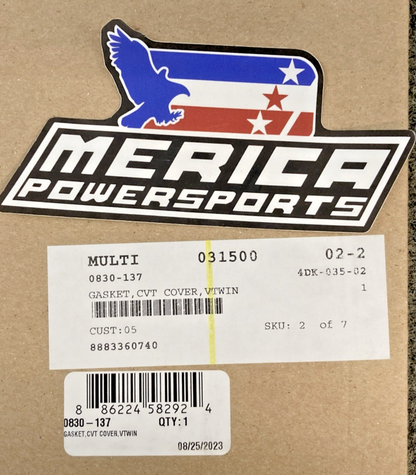 MERICA
POWERSPORTS
MULTI 031500 02-2
0830-137 4DK-035-02
GASKET,CVT COVER,VTWIN 1
CUST:05 SKU: 2 of 7
8883360740
8 86224 58292 4
0830-137 QTY:1
GASKET,CVT COVER,VTWIN
08/25/2023